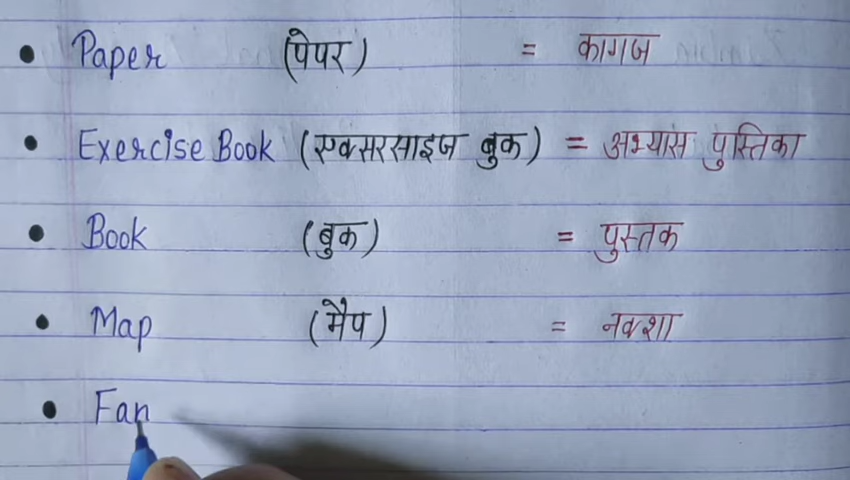 • Paper (पेपर) = कागज
• Exercise Book (एक्सरसाइज बुक) = अभ्यास पुस्तिका
• Book (बुक) = पुस्तक
• Map (मैप) = नक्शा
• Fan